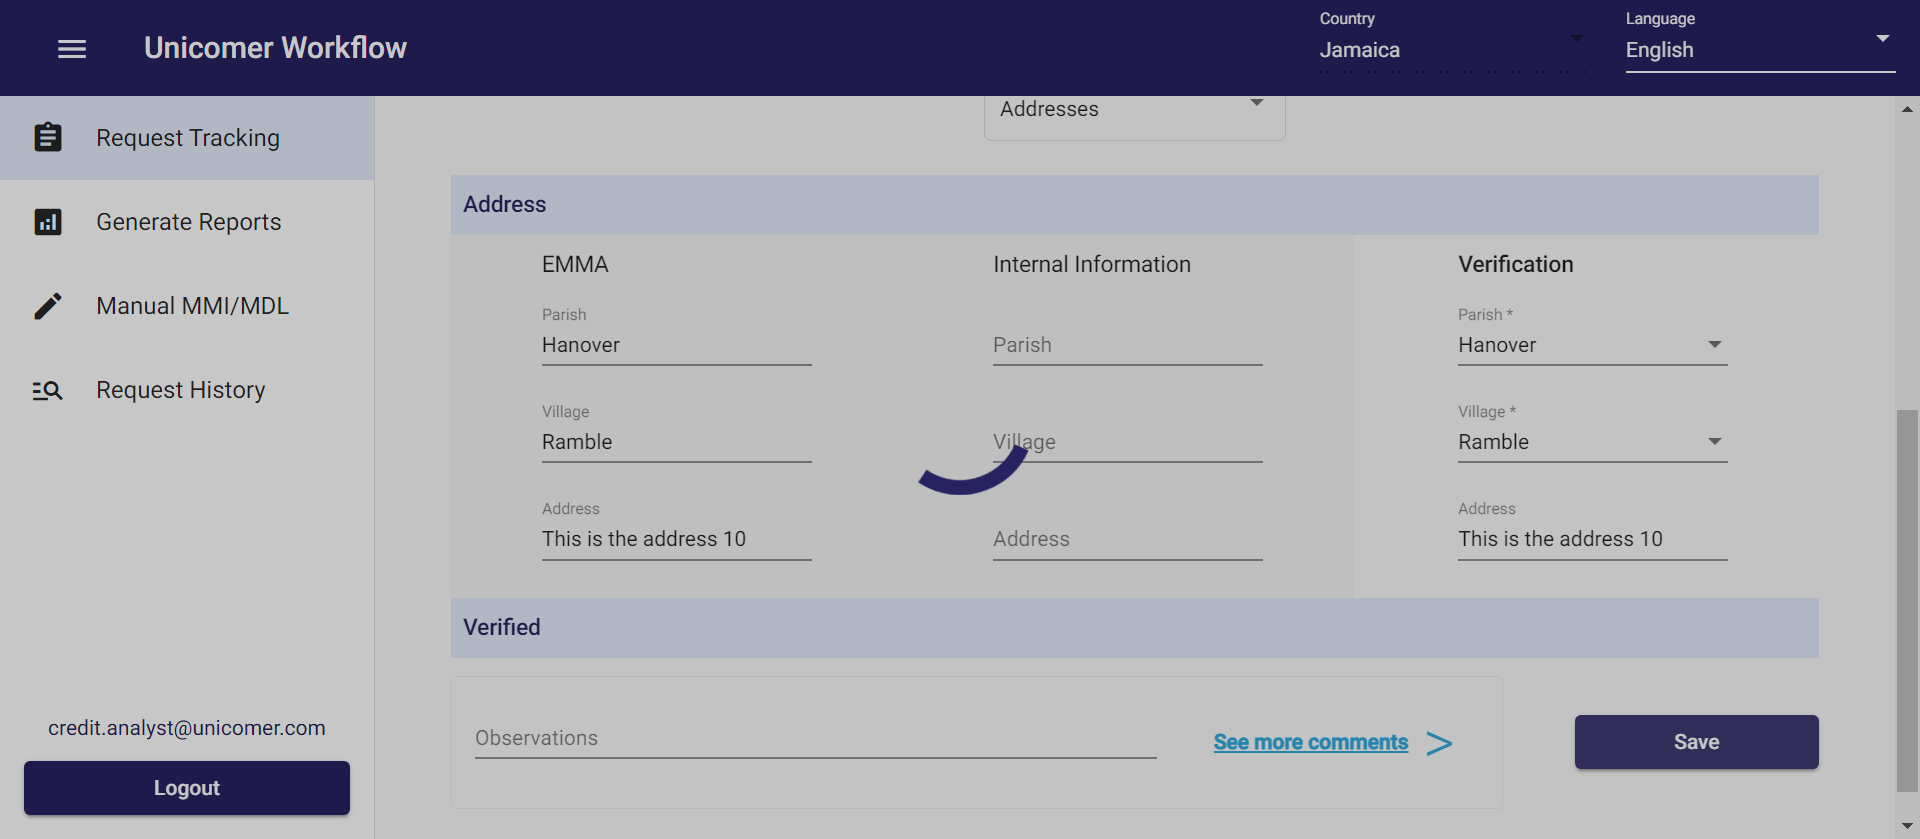 Unicomer Workflow
Country
Jamaica
Language
English
Request Tracking
Generate Reports
Manual MMI/MDL
Request History
credit.analyst@unicomer.com
Logout
Addresses
Address
EMMA
Internal Information
Verification
Parish
Hanover
Parish
Parish *
Hanover
Village
Ramble
Village
Village *
Ramble
Address
This is the address 10
Address
Address
This is the address 10
Verified
Observations
See more comments >
Save